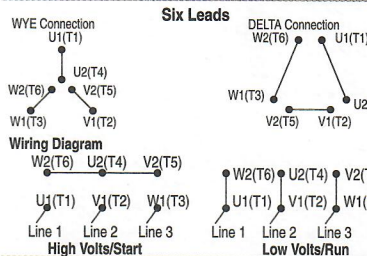 Six Leads
WYE Connection
U1(T1)
U2(T4)
W2(T6) V2(T5)
W1(T3) V1(T2)
DELTA Connection
W2(T6) U1(T1)
W1(T3) U2
V2(T5) V1(T2)
Wiring Diagram
W2(T6) U2(T4) V2(T5)
U1(T1) V1(T2) W1(T3)
Line 1 Line 2 Line 3
High Volts/Start
W2(T6) U2(T4) V2(T
U1(T1) V1(T2) W1(
Line 1 Line 2 Line 3
Low Volts/Run